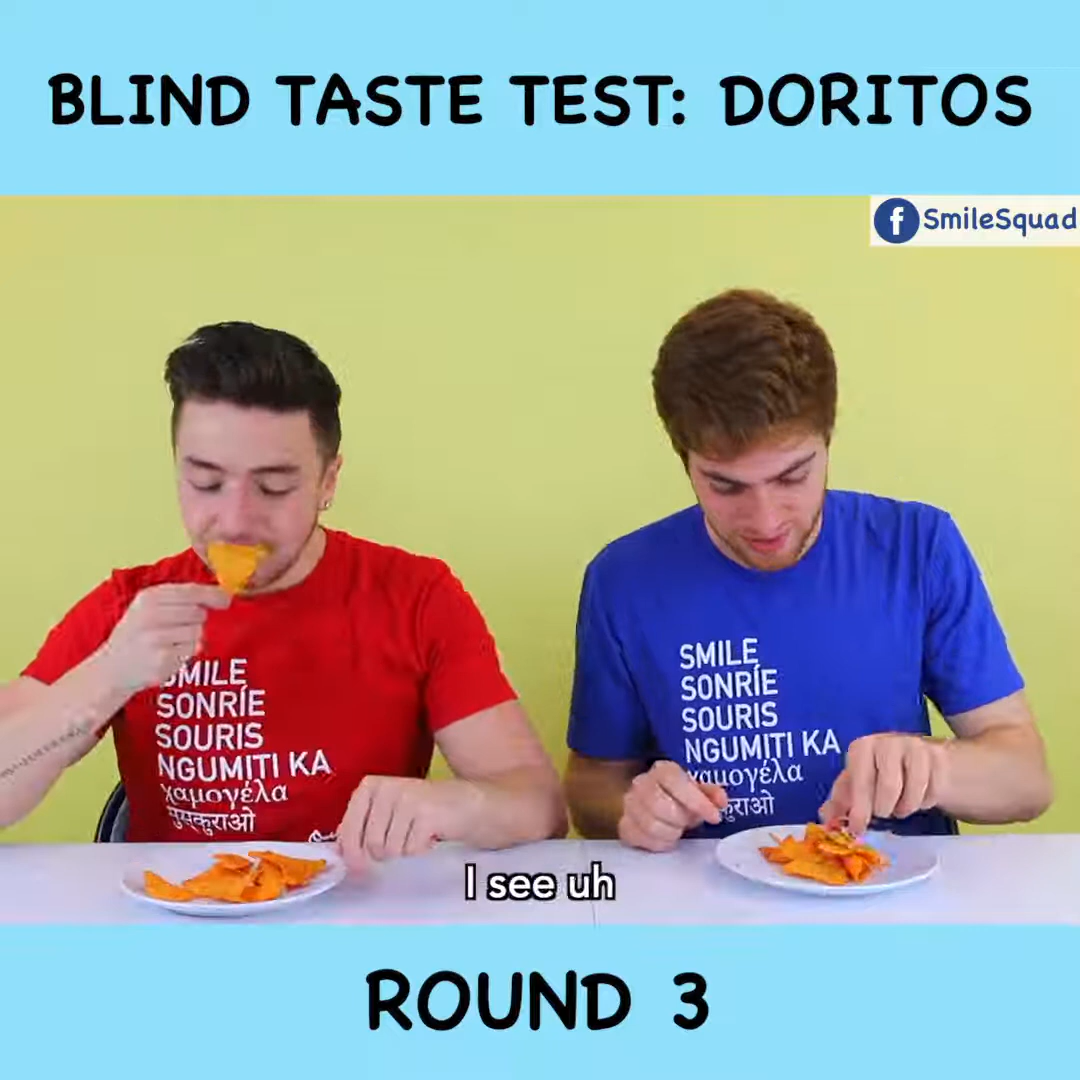 BLIND TASTE TEST: DORITOS
f SmileSquad
SMILE
SONRÍE
SOURIS
NGUMITI KA
χαμογέλα
मुस्कुराओ
SMILE
SONRÍE
SOURIS
NGUMITI KA
χαμογέλα
I see uh
ROUND 3